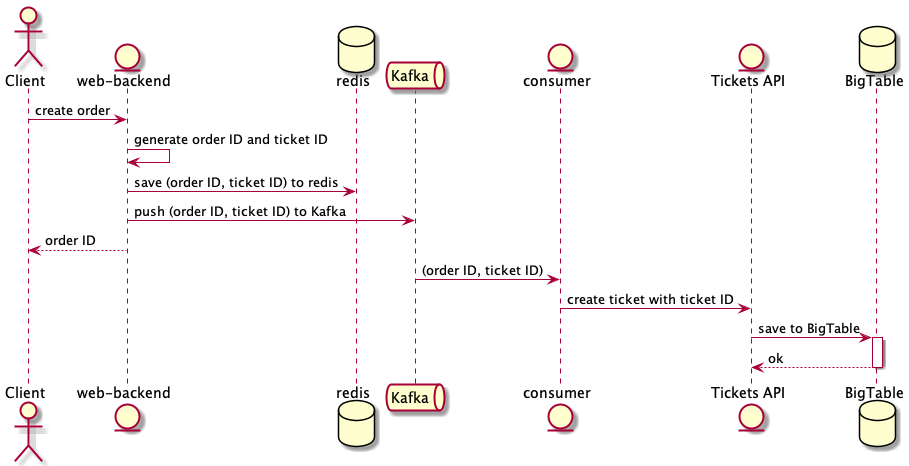 Client
web-backend
redis
Kafka
consumer
Tickets API
BigTable
create order
generate order ID and ticket ID
save (order ID, ticket ID) to redis
push (order ID, ticket ID) to Kafka
order ID
(order ID, ticket ID)
create ticket with ticket ID
save to BigTable
ok
Client
web-backend
redis
Kafka
consumer
Tickets API
BigTable